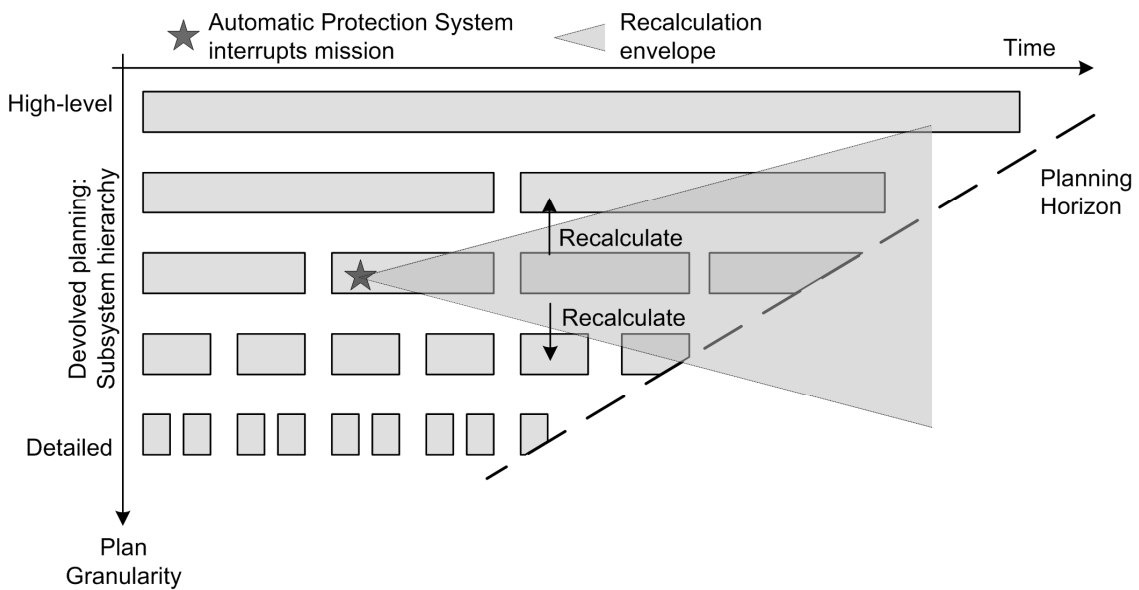 Automatic Protection System
interrupts mission
Recalculation
envelope
Time
High-level
Planning
Horizon
Devolved planning:
Subsystem hierarchy
Recalculate
Recalculate
Detailed
Plan
Granularity